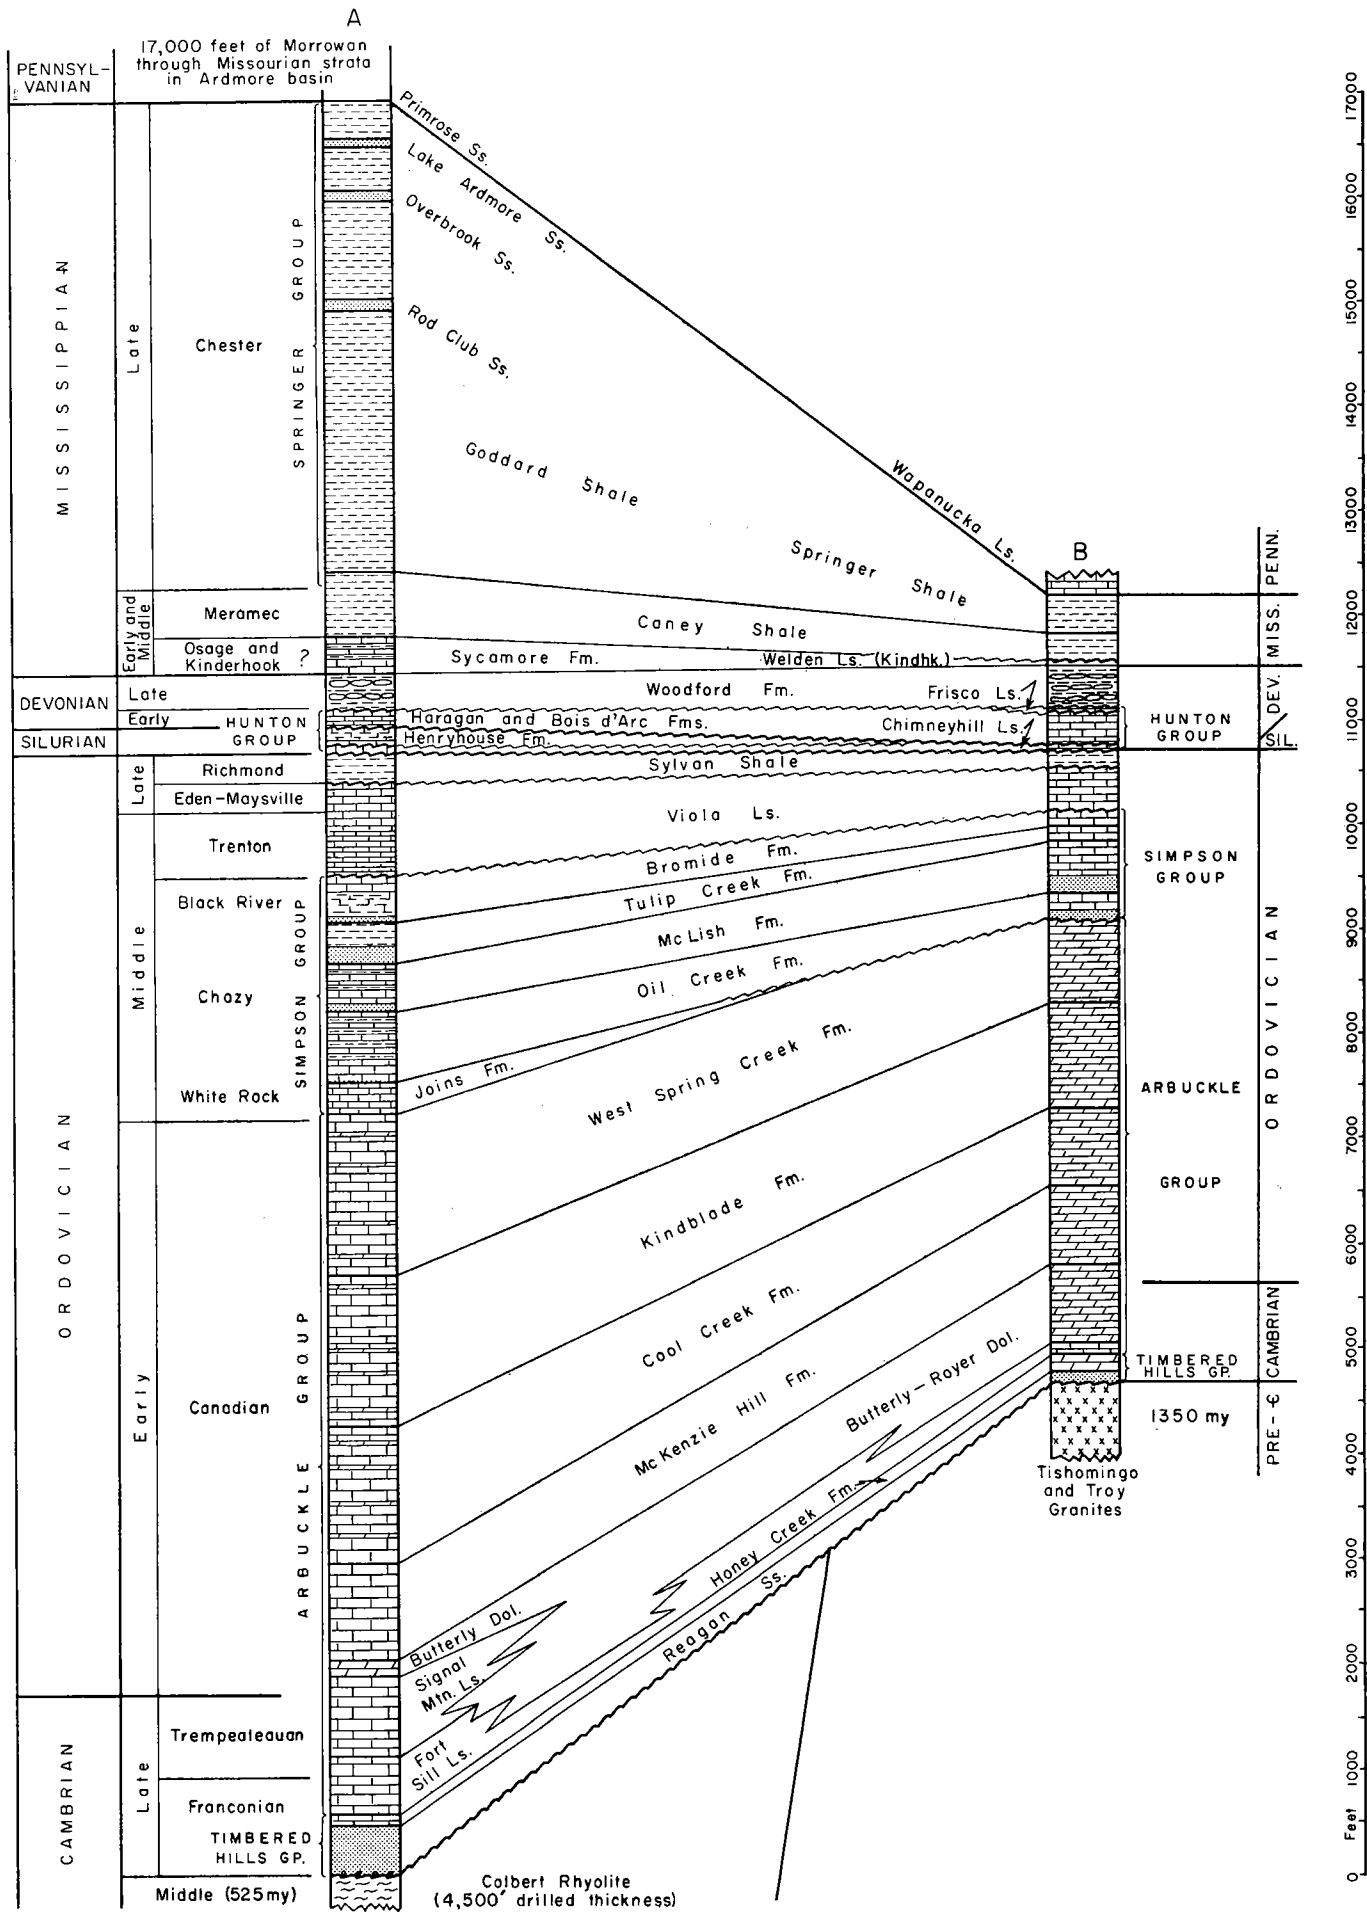 A
17,000 feet of Morrowan
through Missourian strata
in Ardmore basin
PENNSYL-
VANIAN
MISSISSIPPIAN
Late
Chester
SPRINGER GROUP
Early and
Middle
Meramec
Osage and
Kinderhook ?
DEVONIAN
Late
Early
SILURIAN
HUNTON
GROUP
ORDOVICIAN
Late
Richmond
Eden-Maysville
Middle
Trenton
Black River
Chazy
White Rock
SIMPSON GROUP
Early
Canadian
ARBUCKLE GROUP
CAMBRIAN
Late
Trempealeauan
Franconian
TIMBERED
HILLS GP.
Middle (525my)
Primrose Ss.
Lake Ardmore Ss.
Overbrook Ss.
Rod Club Ss.
Goddard Shale
Wapanucka Ls.
Springer Shale
Caney Shale
Sycamore Fm.
Welden Ls. (Kindhk.)
Woodford Fm.
Frisco Ls.
Haragan and Bois d'Arc Fms.
Chimneyhill Ls.
Henryhouse Fm.
Sylvan Shale
Viola Ls.
Bromide Fm.
Tulip Creek Fm.
McLish Fm.
Oil Creek Fm.
Joins Fm.
West Spring Creek Fm.
Kindblade Fm.
Cool Creek Fm.
McKenzie Hill Fm.
Butterly-Royer Dol.
Butterly Dol.
Signal
Mtn. Ls.
Honey Creek Fm.
Fort
Sill Ls.
Reagan Ss.
Colbert Rhyolite
(4,500' drilled thickness)
B
PENN.
MISS.
DEV.
SIL.
HUNTON
GROUP
SIMPSON
GROUP
ORDOVICIAN
ARBUCKLE
GROUP
CAMBRIAN
TIMBERED
HILLS GP.
PRE-Є
1350 my
Tishomingo
and Troy
Granites
17000
16000
15000
14000
13000
12000
11000
10000
9000
8000
7000
6000
5000
4000
3000
2000
1000
Feet
0